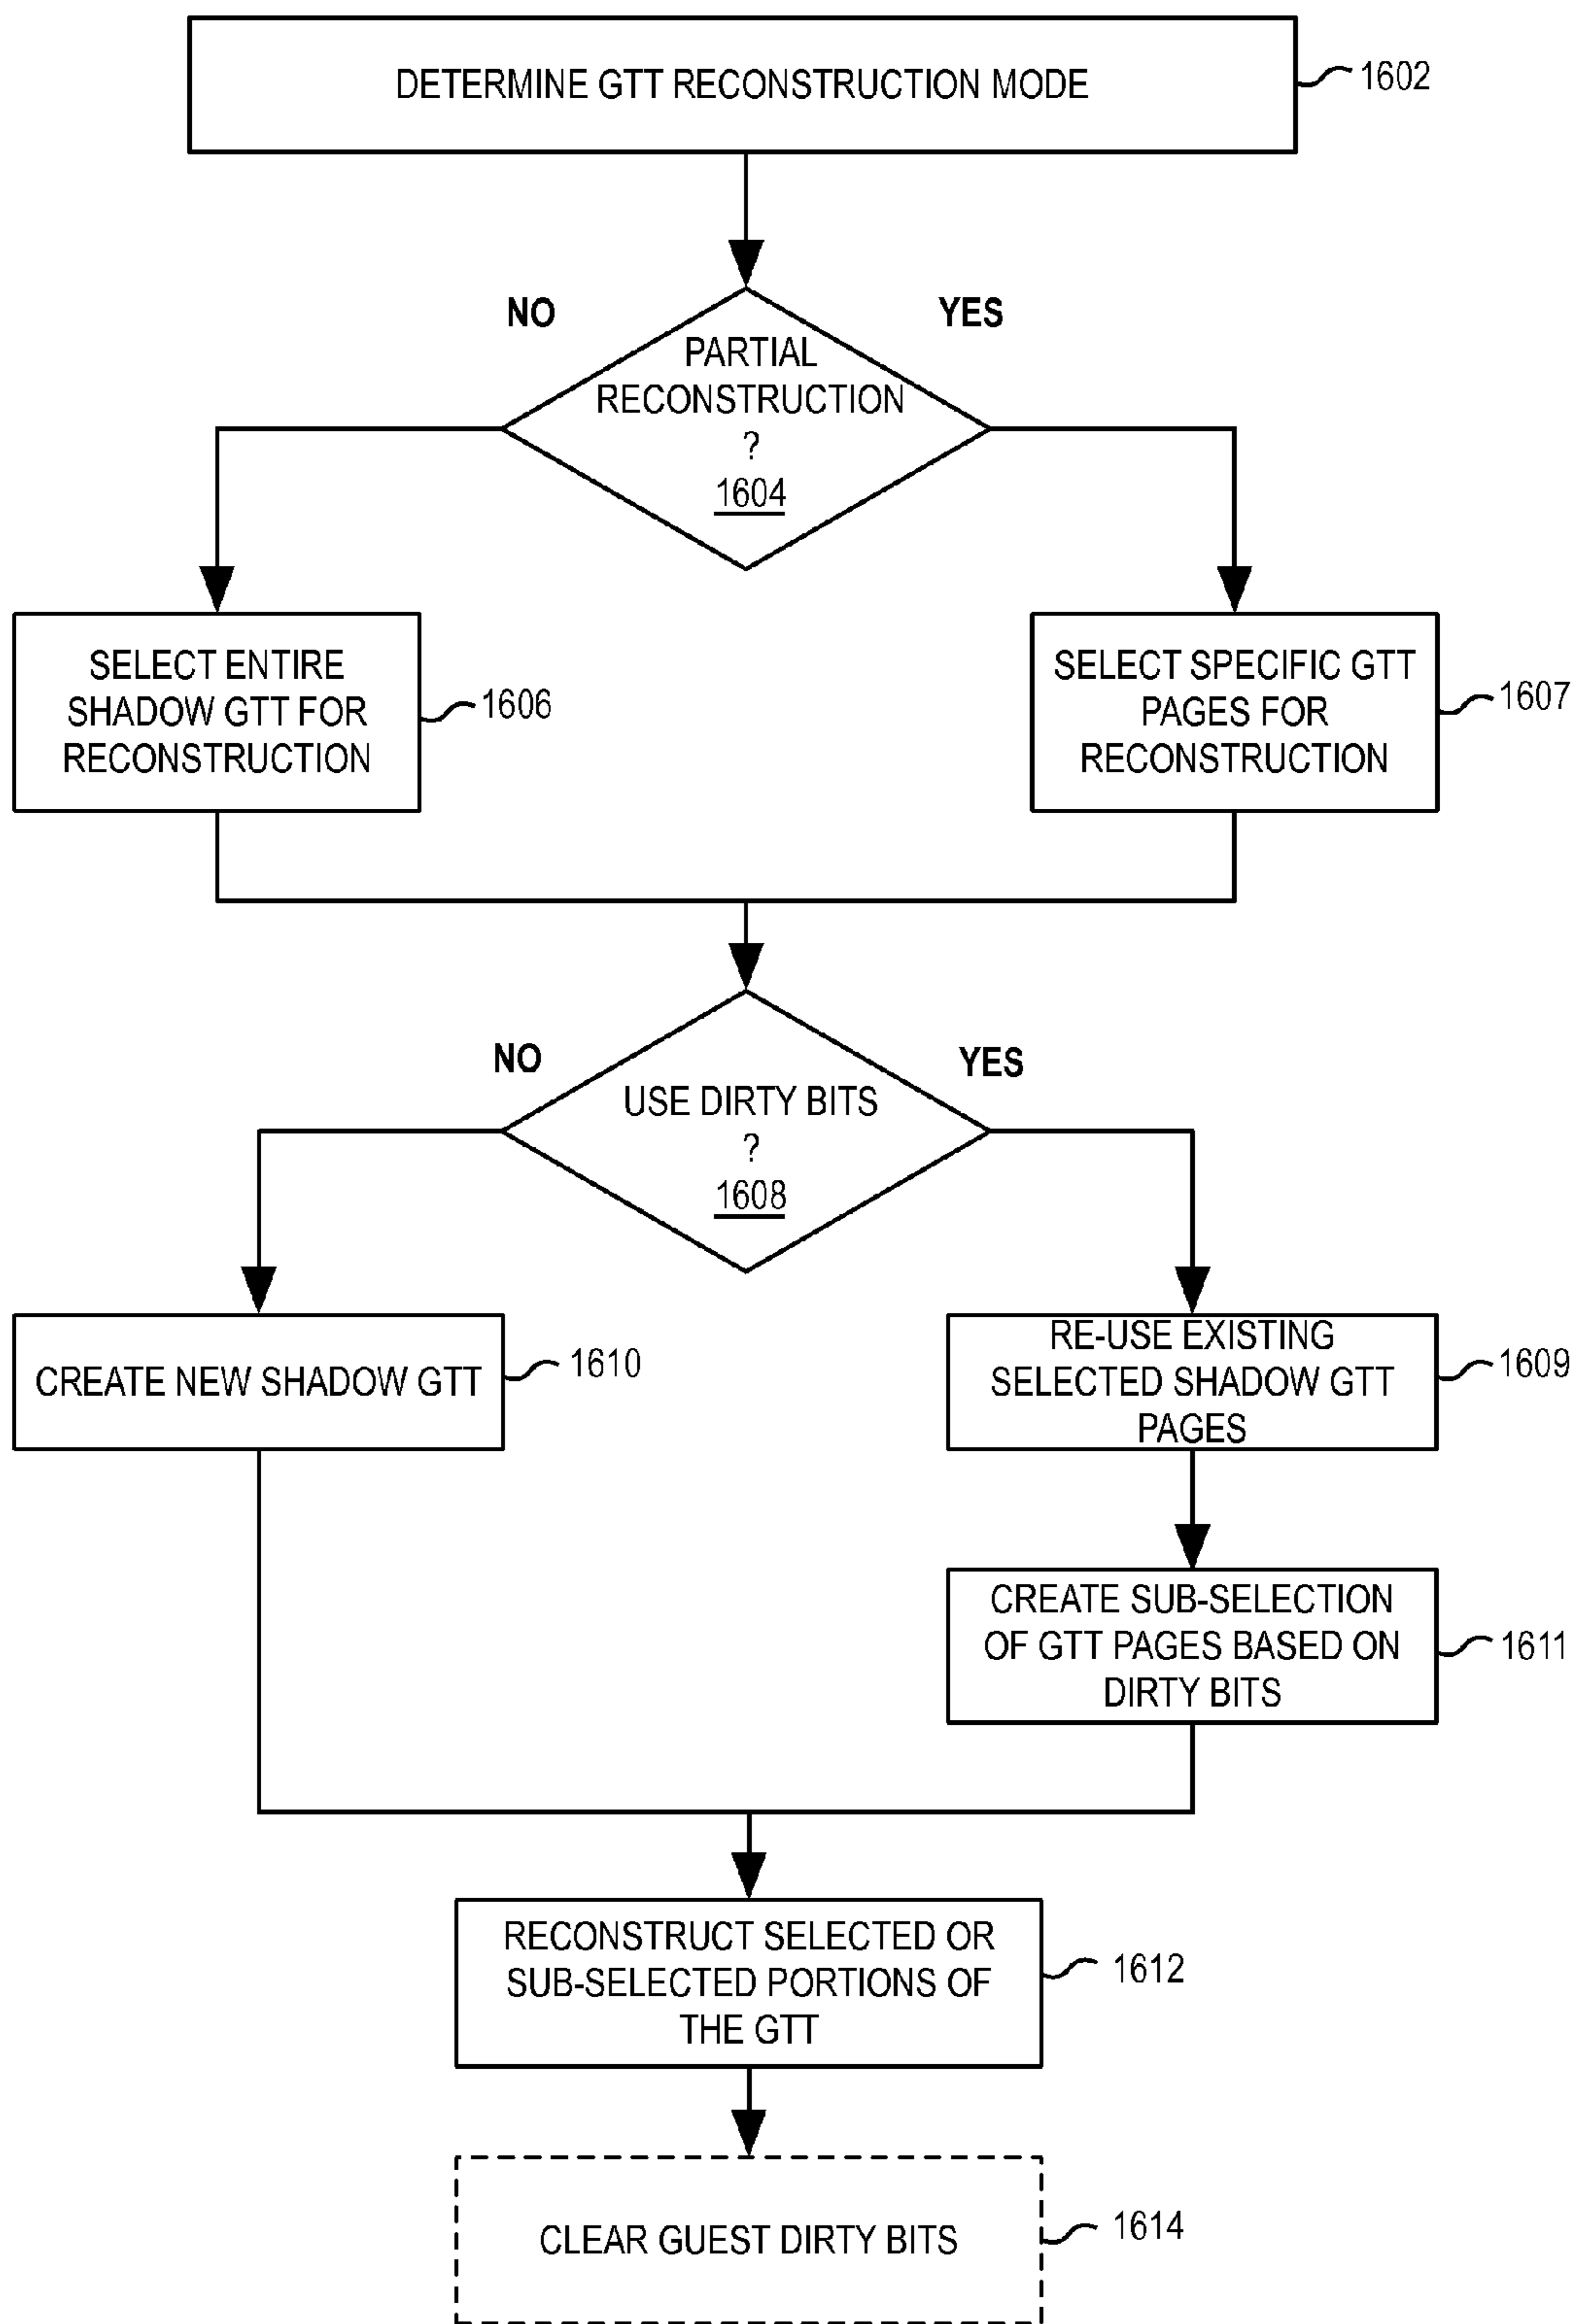 DETERMINE GTT RECONSTRUCTION MODE
1602
NO
YES
PARTIAL
RECONSTRUCTION
?
1604
SELECT ENTIRE
SHADOW GTT FOR
RECONSTRUCTION
1606
SELECT SPECIFIC GTT
PAGES FOR
RECONSTRUCTION
1607
NO
YES
USE DIRTY BITS
?
1608
CREATE NEW SHADOW GTT
1610
RE-USE EXISTING
SELECTED SHADOW GTT
PAGES
1609
CREATE SUB-SELECTION
OF GTT PAGES BASED ON
DIRTY BITS
1611
RECONSTRUCT SELECTED OR
SUB-SELECTED PORTIONS OF
THE GTT
1612
CLEAR GUEST DIRTY BITS
1614